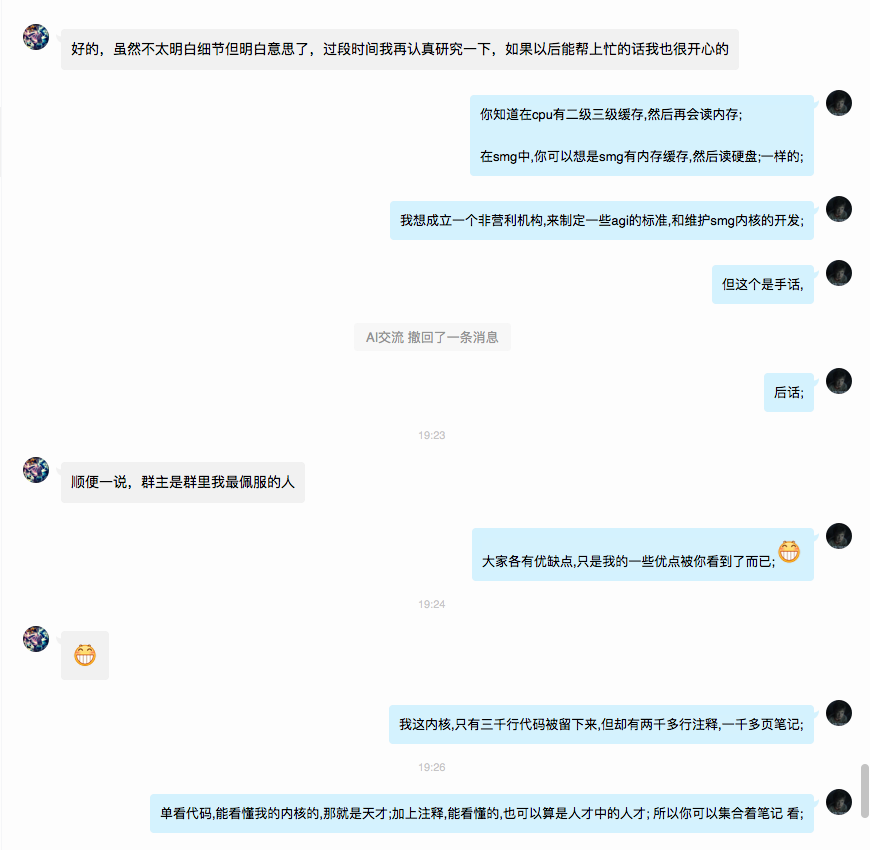 好的，虽然不太明白细节但明白意思了，过段时间我再认真研究一下，如果以后能帮上忙的话我也很开心的
你知道在cpu有二级三级缓存,然后再会读内存;
在smg中,你可以想是smg有内存缓存,然后读硬盘;一样的;
我想成立一个非营利机构,来制定一些agi的标准,和维护smg内核的开发;
但这个是手话,
AI交流 撤回了一条消息
后话;
19:23
顺便一说，群主是群里我最佩服的人
大家各有优缺点,只是我的一些优点被你看到了而已;
19:24
我这内核,只有三千行代码被留下来,但却有两千多行注释,一千多页笔记;
19:26
单看代码,能看懂我的内核的,那就是天才;加上注释,能看懂的,也可以算是人才中的人才; 所以你可以集合着笔记 看;